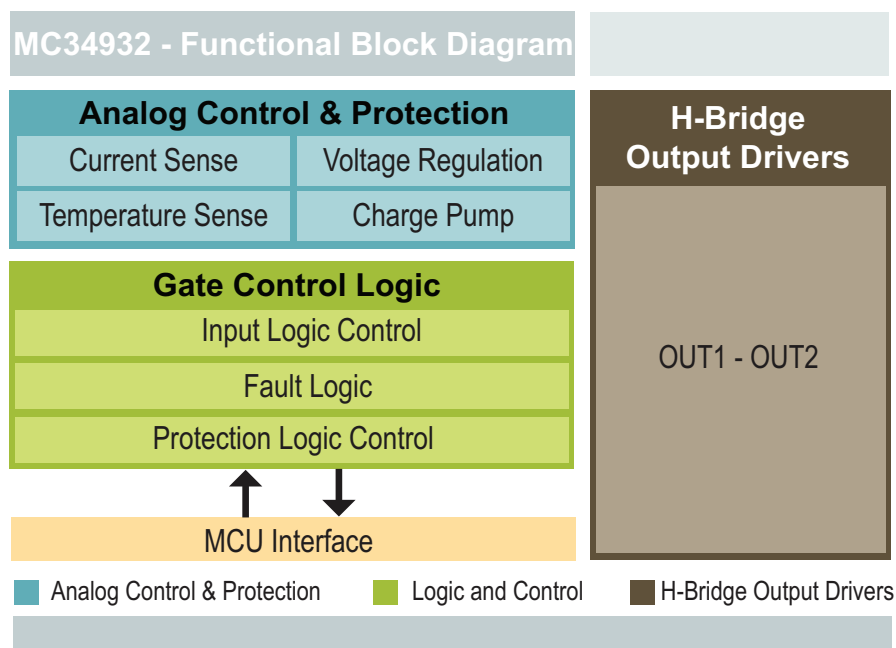 MC34932 - Functional Block Diagram
Analog Control & Protection
Current Sense
Voltage Regulation
Temperature Sense
Charge Pump
Gate Control Logic
Input Logic Control
Fault Logic
Protection Logic Control
MCU Interface
H-Bridge
Output Drivers
OUT1 - OUT2
Analog Control & Protection
Logic and Control
H-Bridge Output Drivers